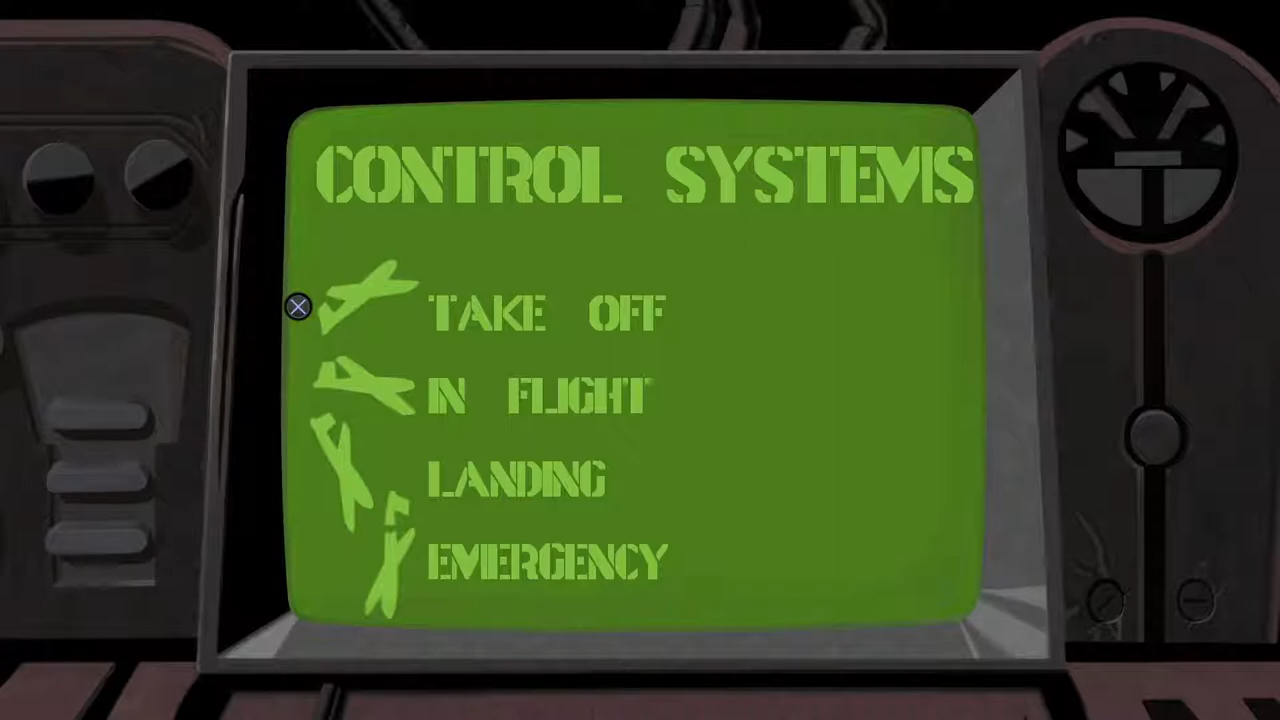 CONTROL SYSTEMS
TAKE OFF
IN FLIGHT
LANDING
EMERGENCY